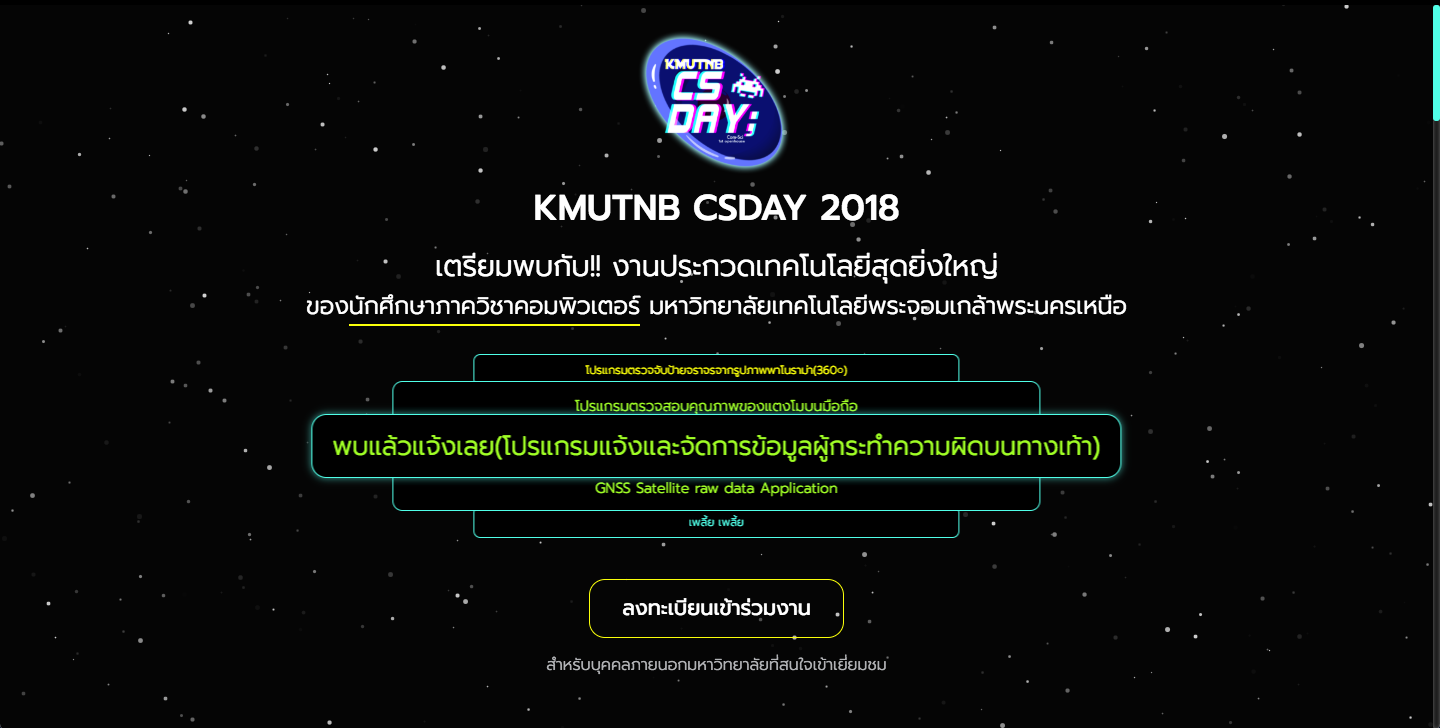 KMUTNB
CS
DAY;
KMUTNB CSDAY 2018
เตรียมพบกับ!! งานประกวดเทคโนโลยีสุดยิ่งใหญ่
ของนักศึกษาภาควิชาคอมพิวเตอร์ มหาวิทยาลัยเทคโนโลยีพระจอมเกล้าพระนครเหนือ
โปรแกรมตรวจจับป้ายจราจรจากรูปภาพพาโนราม่า(360○)
โปรแกรมตรวจสอบคุณภาพของแตงโมบนมือถือ
พบแล้วแจ้งเลย(โปรแกรมแจ้งและจัดการข้อมูลผู้กระทำความผิดบนทางเท้า)
GNSS Satellite raw data Application
เพลี้ย เพลี้ย
ลงทะเบียนเข้าร่วมงาน
สำหรับบุคคลภายนอกมหาวิทยาลัยที่สนใจเข้าเยี่ยมชม